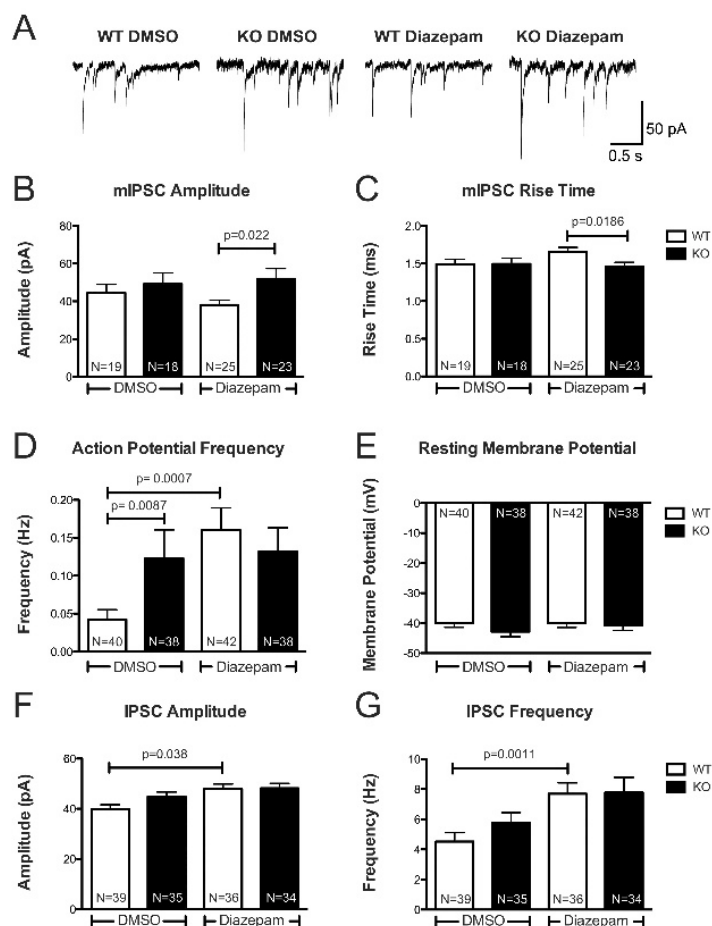 A
WT DMSO KO DMSO WT Diazepam KO Diazepam
50 pA
0.5 s
B mIPSC Amplitude
80
60
40
20
0
Amplitude (pA)
p=0.022
N=19 N=18 N=25 N=23
DMSO Diazepam
C mIPSC Rise Time
2.0
1.5
1.0
0.5
0.0
Rise Time (ms)
p=0.0186
N=19 N=18 N=25 N=23
DMSO Diazepam
WT
KO
D Action Potential Frequency
0.20
0.15
0.10
0.05
0.00
Frequency (Hz)
p= 0.0007
p= 0.0087
N=40 N=38 N=42 N=38
DMSO Diazepam
E Resting Membrane Potential
0
-10
-20
-30
-40
-50
Membrane Potential (mV)
N=40 N=38 N=42 N=38
DMSO Diazepam
WT
KO
F IPSC Amplitude
60
40
20
0
Amplitude (pA)
p=0.038
N=39 N=35 N=36 N=34
DMSO Diazepam
G IPSC Frequency
10
8
6
4
2
0
Frequency (Hz)
p=0.0011
N=39 N=35 N=36 N=34
DMSO Diazepam
WT
KO